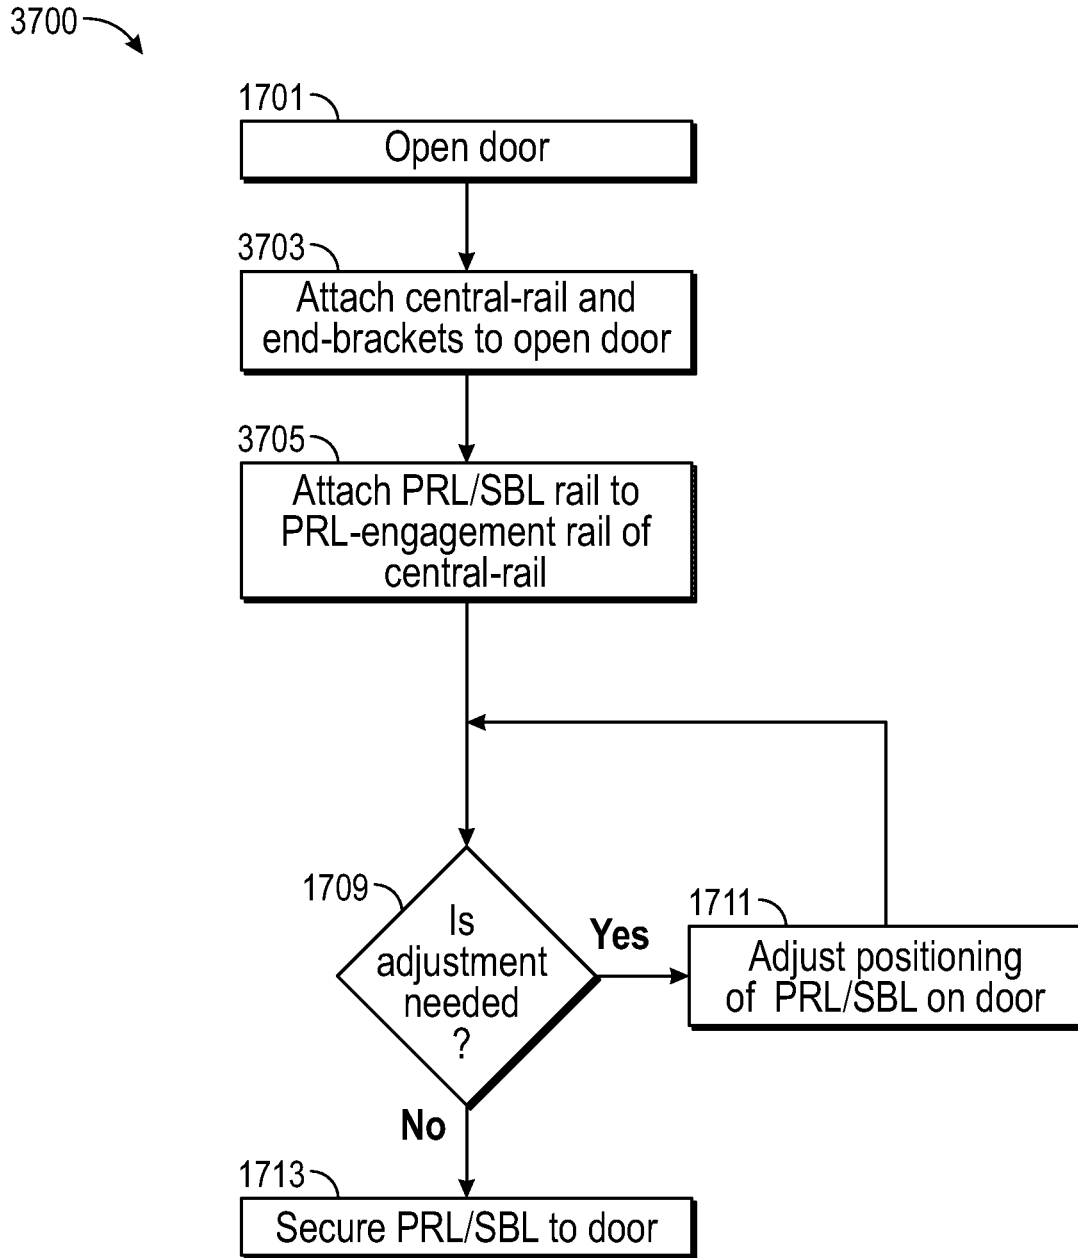 3700
1701
Open door
3703
Attach central-rail and
end-brackets to open door
3705
Attach PRL/SBL rail to
PRL-engagement rail of
central-rail
1709
Is
adjustment
needed
?
Yes
1711
Adjust positioning
of PRL/SBL on door
No
1713
Secure PRL/SBL to door